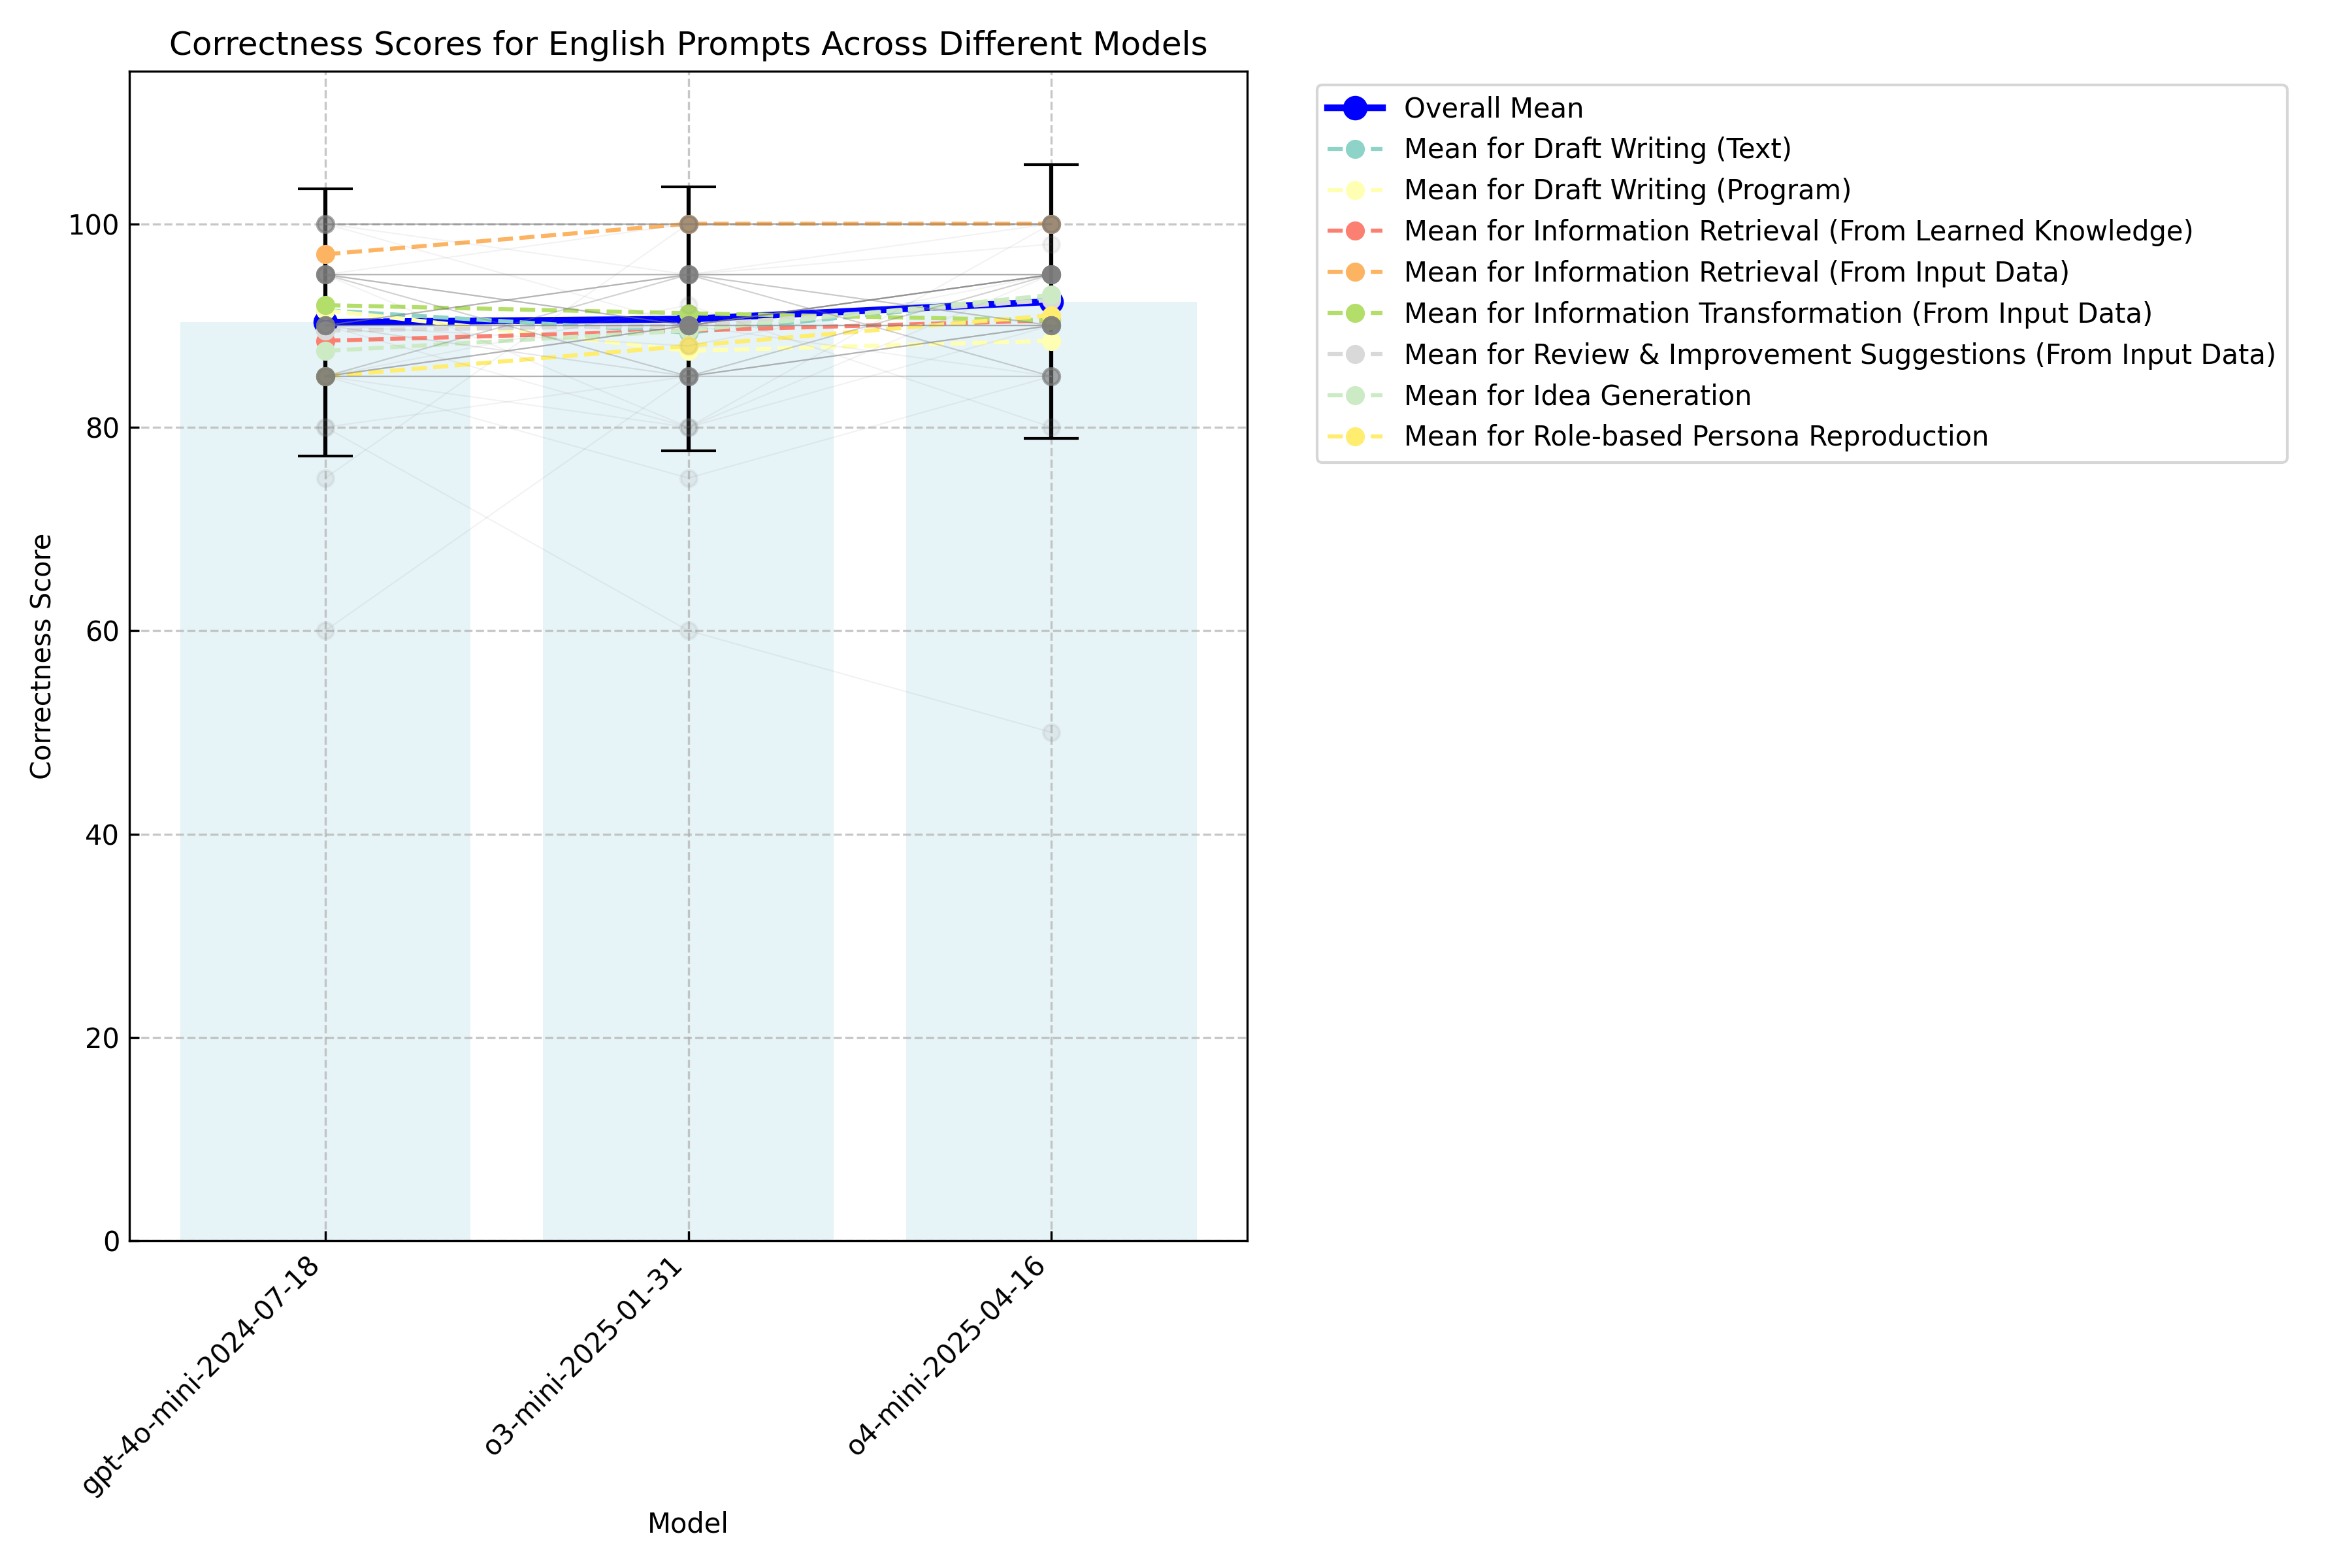 Correctness Scores for English Prompts Across Different Models
Correctness Score
100
80
60
40
20
0
gpt-4o-mini-2024-07-18
o3-mini-2025-01-31
o4-mini-2025-04-16
Model
Overall Mean
Mean for Draft Writing (Text)
Mean for Draft Writing (Program)
Mean for Information Retrieval (From Learned Knowledge)
Mean for Information Retrieval (From Input Data)
Mean for Information Transformation (From Input Data)
Mean for Review & Improvement Suggestions (From Input Data)
Mean for Idea Generation
Mean for Role-based Persona Reproduction